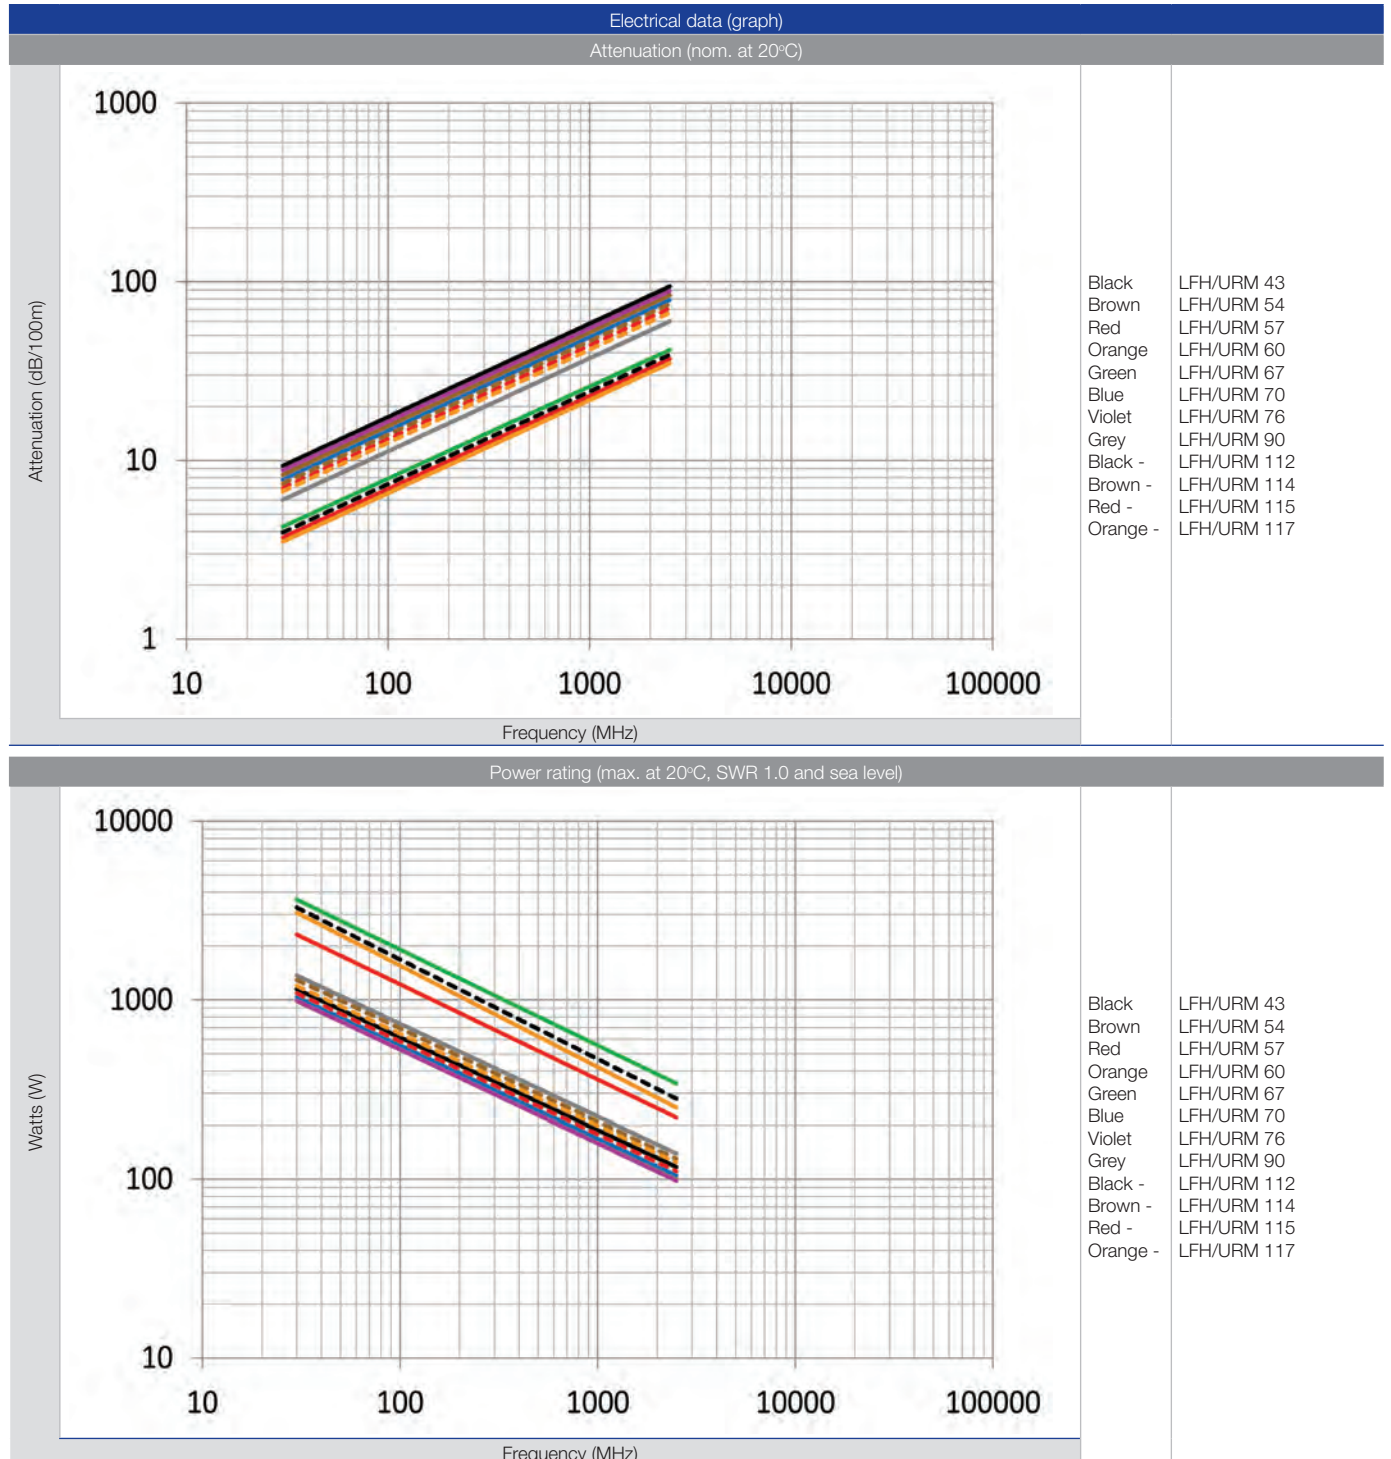 Electrical data (graph)
Attenuation (nom. at 20°C)
Attenuation (dB/100m)
1000
100
10
1
10 100 1000 10000 100000
Frequency (MHz)
Black LFH/URM 43
Brown LFH/URM 54
Red LFH/URM 57
Orange LFH/URM 60
Green LFH/URM 67
Blue LFH/URM 70
Violet LFH/URM 76
Grey LFH/URM 90
Black - LFH/URM 112
Brown - LFH/URM 114
Red - LFH/URM 115
Orange - LFH/URM 117
Power rating (max. at 20°C, SWR 1.0 and sea level)
Watts (W)
10000
1000
100
10
10 100 1000 10000 100000
Frequency (MHz)
Black LFH/URM 43
Brown LFH/URM 54
Red LFH/URM 57
Orange LFH/URM 60
Green LFH/URM 67
Blue LFH/URM 70
Violet LFH/URM 76
Grey LFH/URM 90
Black - LFH/URM 112
Brown - LFH/URM 114
Red - LFH/URM 115
Orange - LFH/URM 117